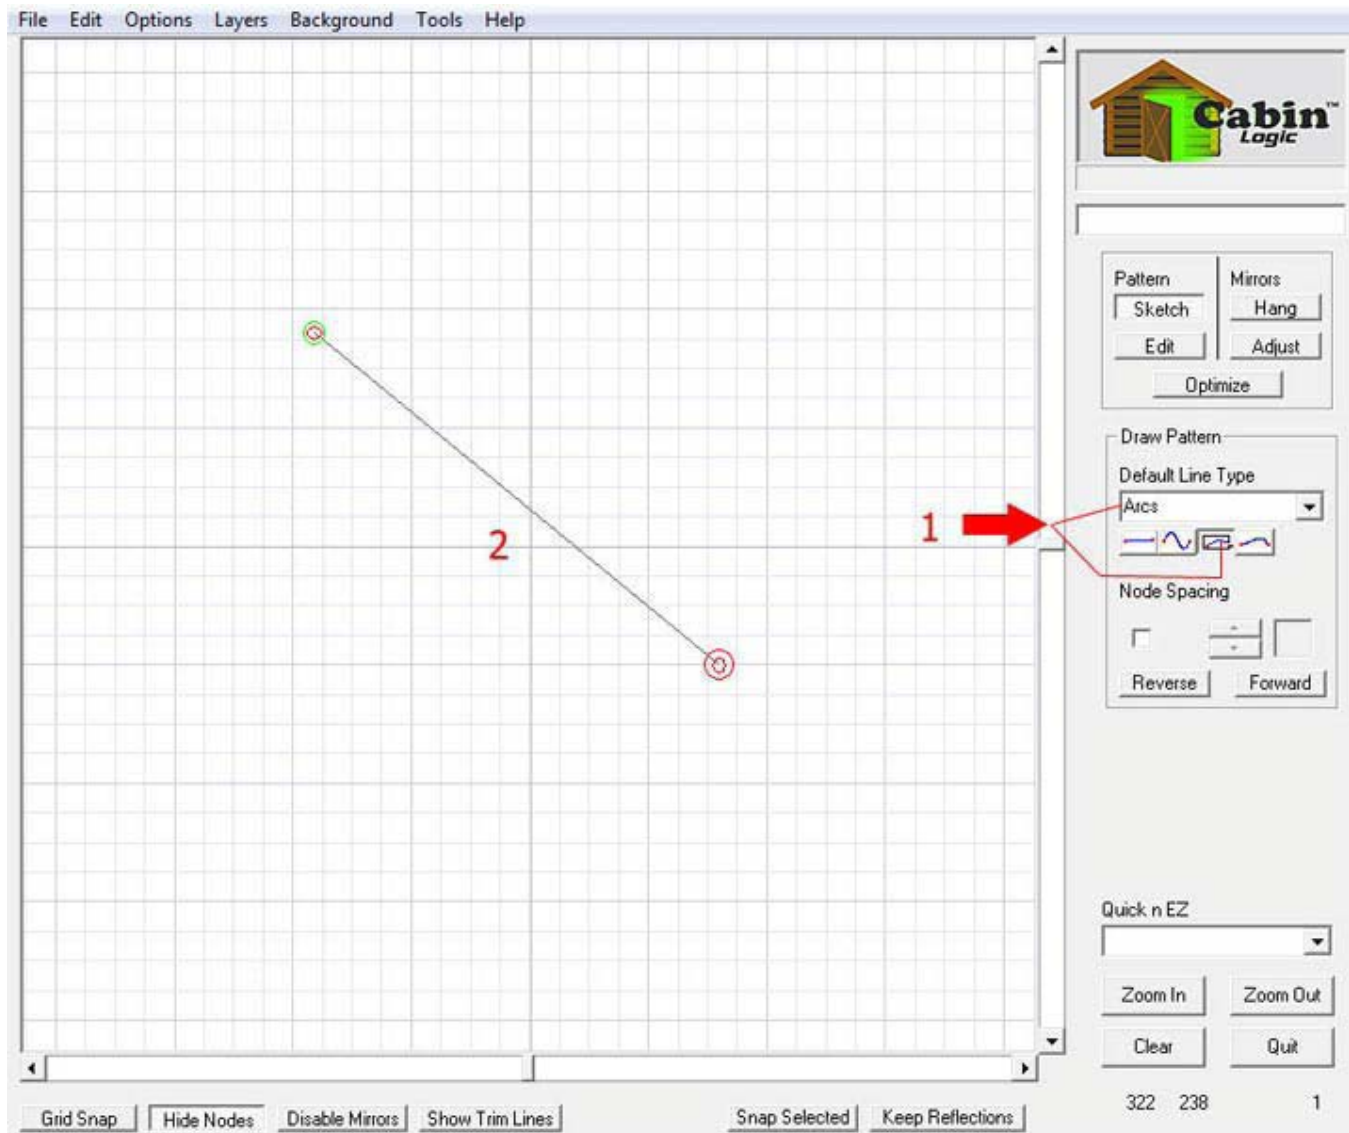 File Edit Options Layers Background Tools Help
Cabin™
Logic
Pattern Mirrors
Sketch Hang
Edit Adjust
Optimize
Draw Pattern
Default Line Type
Arcs
1
2
Node Spacing
Reverse Forward
Quick n EZ
Zoom In Zoom Out
Clear Quit
322 238 1
Grid Snap Hide Nodes Disable Mirrors Show Trim Lines Snap Selected Keep Reflections